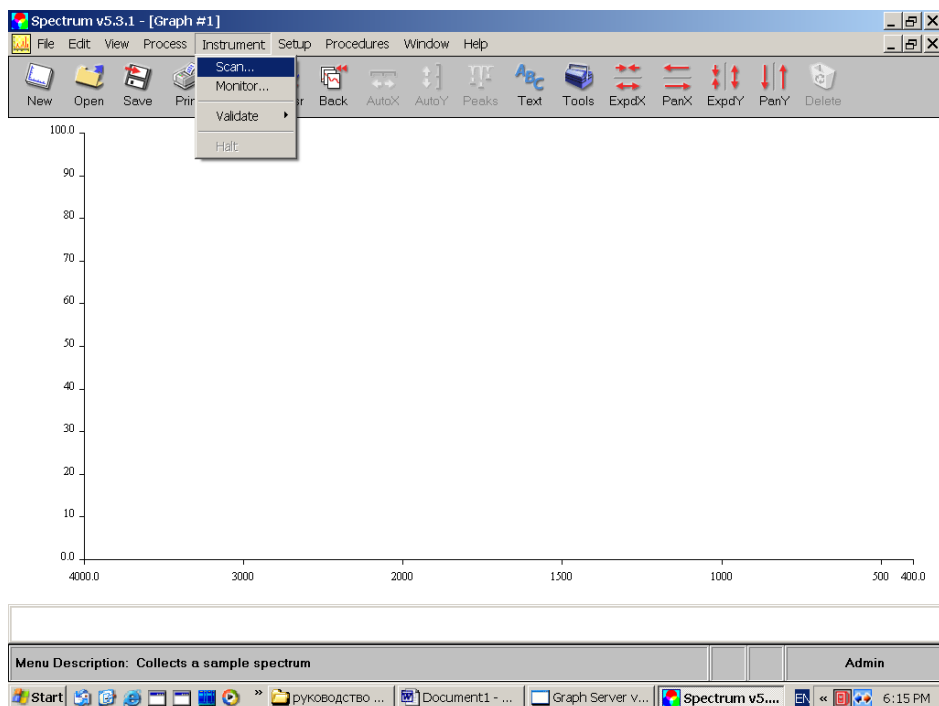 Spectrum v5.3.1 - [Graph #1]
File Edit View Process Instrument Setup Procedures Window Help
Scan...
Monitor...
Validate
Halt
New Open Save Prin sr Back AutoX AutoY Peaks Text Tools ExpdX PanX ExpdY PanY Delete
100.0
90
80
70
60
50
40
30
20
10
0.0
4000.0 3000 2000 1500 1000 500 400.0
Menu Description: Collects a sample spectrum
Admin
Start » руководство ... Document1 - ... Graph Server v... Spectrum v5.... EN « 6:15 PM